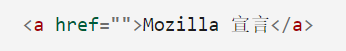 <a href="">Mozilla 宣言</a>